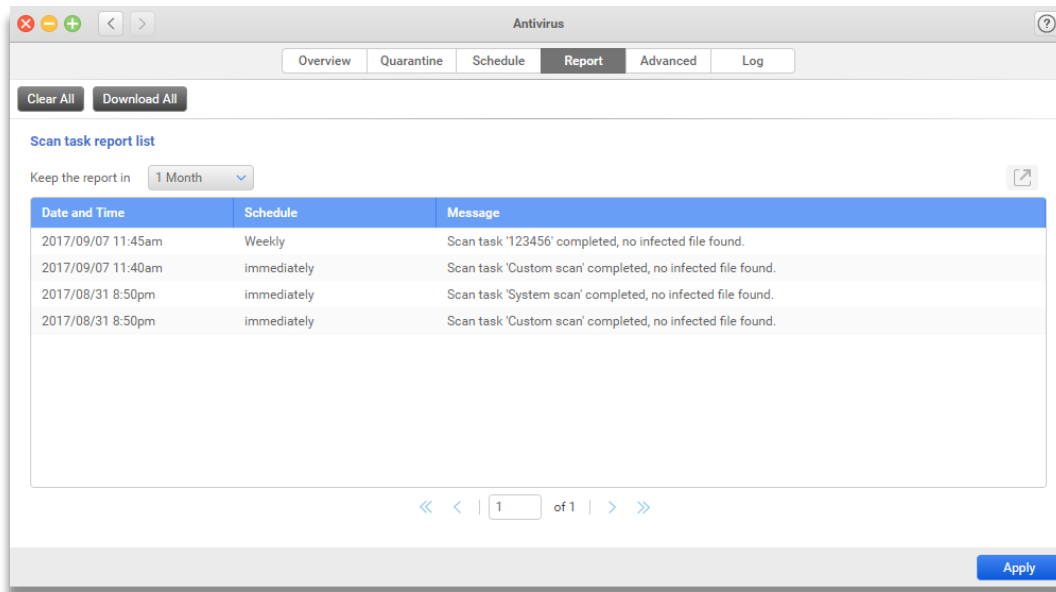 Antivirus
?
Overview Quarantine Schedule Report Advanced Log
Clear All Download All
Scan task report list
Keep the report in 1 Month
Date and Time Schedule Message
2017/09/07 11:45am Weekly Scan task '123456' completed, no infected file found.
2017/09/07 11:40am immediately Scan task 'Custom scan' completed, no infected file found.
2017/08/31 8:50pm immediately Scan task 'System scan' completed, no infected file found.
2017/08/31 8:50pm immediately Scan task 'Custom scan' completed, no infected file found.
1 of 1
Apply